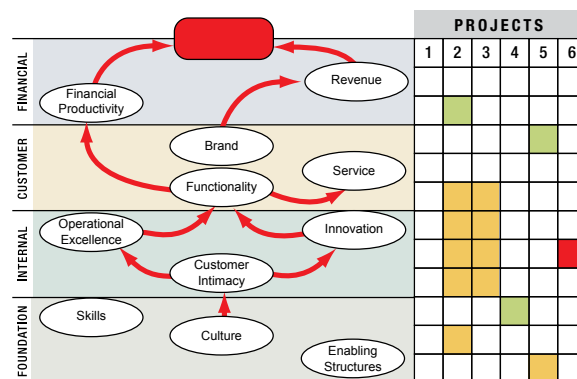 PROJECTS
1 2 3 4 5 6
FINANCIAL
Financial
Productivity
Revenue
CUSTOMER
Brand
Service
Functionality
INTERNAL
Operational
Excellence
Innovation
Customer
Intimacy
FOUNDATION
Skills
Culture
Enabling
Structures